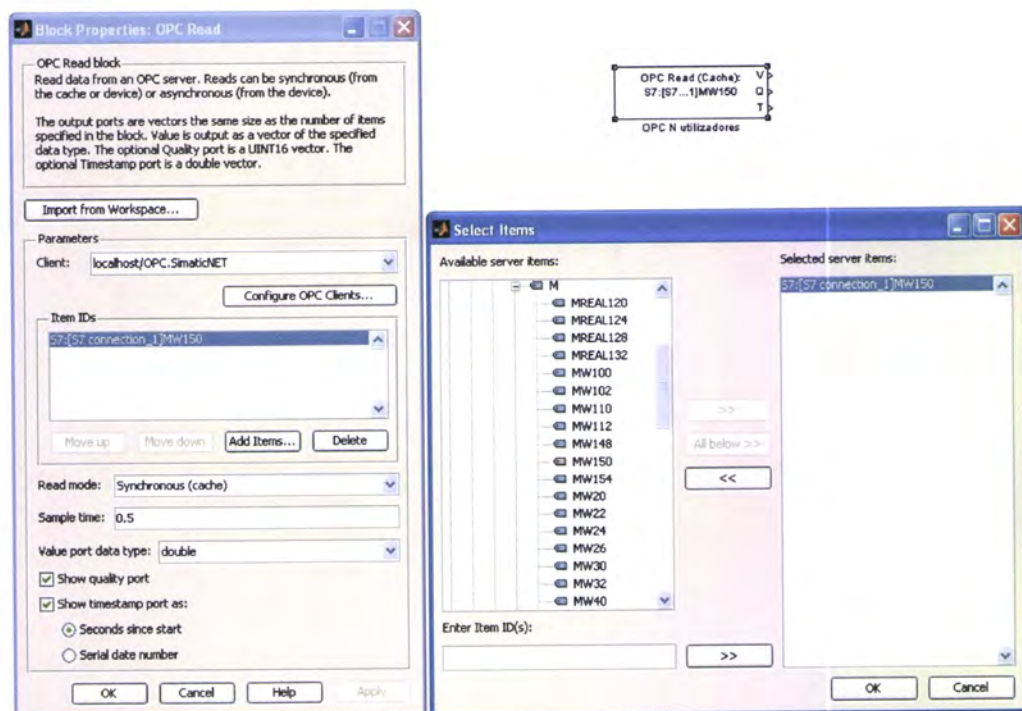 Block Properties: OPC Read
OPC Read block
Read data from an OPC server. Reads can be synchronous (from
the cache or device) or asynchronous (from the device).
The output ports are vectors the same size as the number of items
specified in the block. Value is output as a vector of the specified
data type. The optional Quality port is a UINT16 vector. The
optional Timestamp port is a double vector.
Import from Workspace...
Parameters
Client: localhost/OPC.SimaticNET
Configure OPC Clients...
Item IDs
S7:[S7 connection_1]MW150
Move up Move down Add Items... Delete
Read mode: Synchronous (cache)
Sample time: 0.5
Value port data type: double
Show quality port
Show timestamp port as:
Seconds since start
Serial date number
OK Cancel Help Apply
OPC Read (Cache): V
S7:[S7...1]MW150 Q
T
OPC N utilizadores
Select Items
Available server items:
M
MREAL120
MREAL124
MREAL128
MREAL132
MW100
MW102
MW110
MW112
MW148
MW150
MW154
MW20
MW22
MW24
MW26
MW30
MW32
MW40
Enter Item ID(s):
>>
All below >>
<<
>>
Selected server items:
S7:[S7 connection_1]MW150
OK Cancel